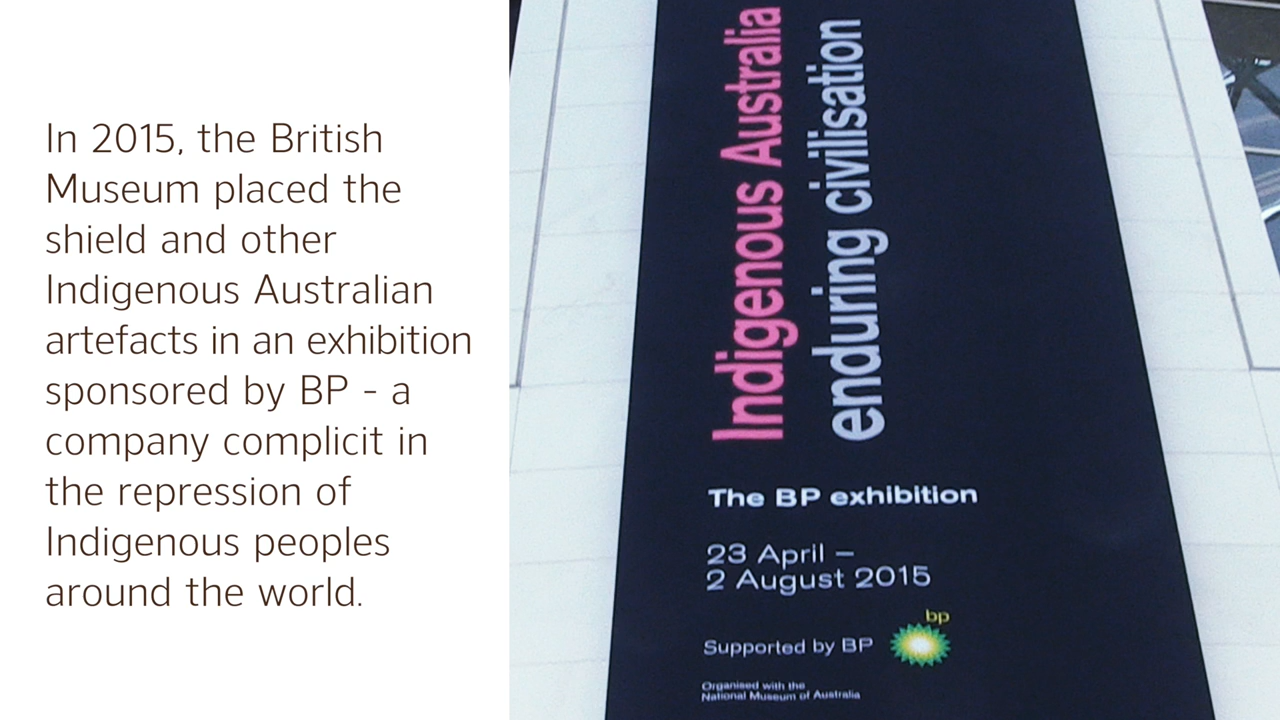 In 2015, the British
Museum placed the
shield and other
Indigenous Australian
artefacts in an exhibition
sponsored by BP - a
company complicit in
the repression of
Indigenous peoples
around the world.
Indigenous Australia
enduring civilisation
The BP exhibition
23 April –
2 August 2015
bp
Supported by BP
Organised with the
National Museum of Australia